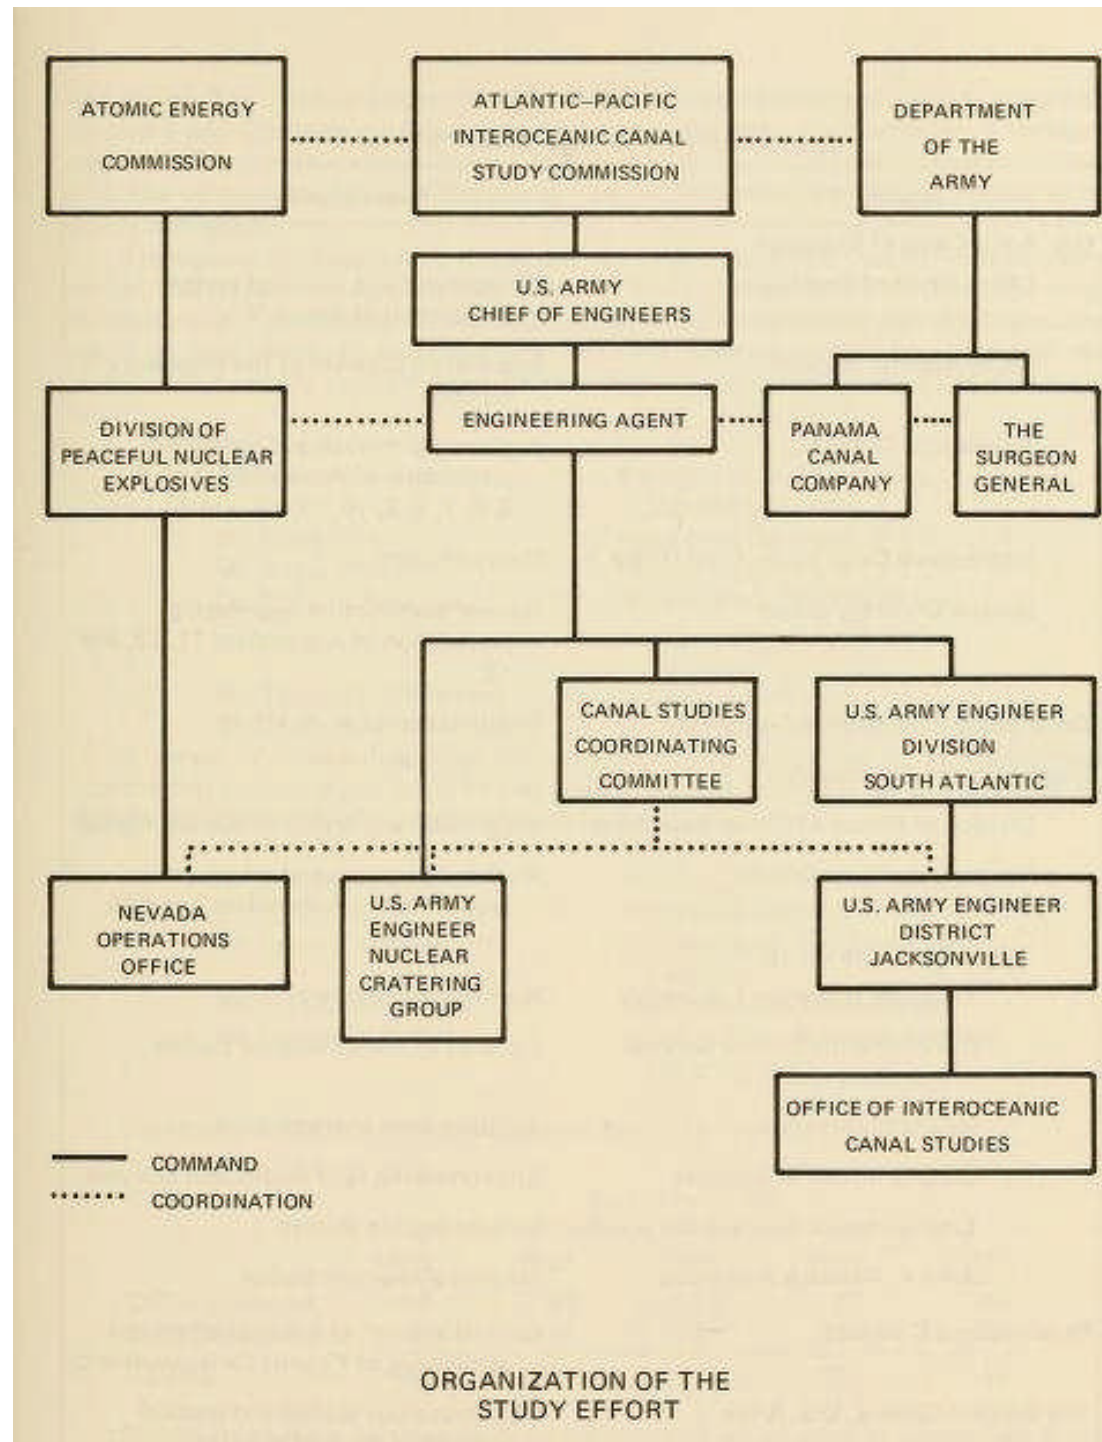 ATOMIC ENERGY
COMMISSION
ATLANTIC–PACIFIC
INTEROCEANIC CANAL
STUDY COMMISSION
DEPARTMENT
OF THE
ARMY
U.S. ARMY
CHIEF OF ENGINEERS
DIVISION OF
PEACEFUL NUCLEAR
EXPLOSIVES
ENGINEERING AGENT
PANAMA
CANAL
COMPANY
THE
SURGEON
GENERAL
CANAL STUDIES
COORDINATING
COMMITTEE
U.S. ARMY ENGINEER
DIVISION
SOUTH ATLANTIC
NEVADA
OPERATIONS
OFFICE
U.S. ARMY
ENGINEER
NUCLEAR
CRATERING
GROUP
U.S. ARMY ENGINEER
DISTRICT
JACKSONVILLE
OFFICE OF INTEROCEANIC
CANAL STUDIES
COMMAND
COORDINATION
ORGANIZATION OF THE
STUDY EFFORT